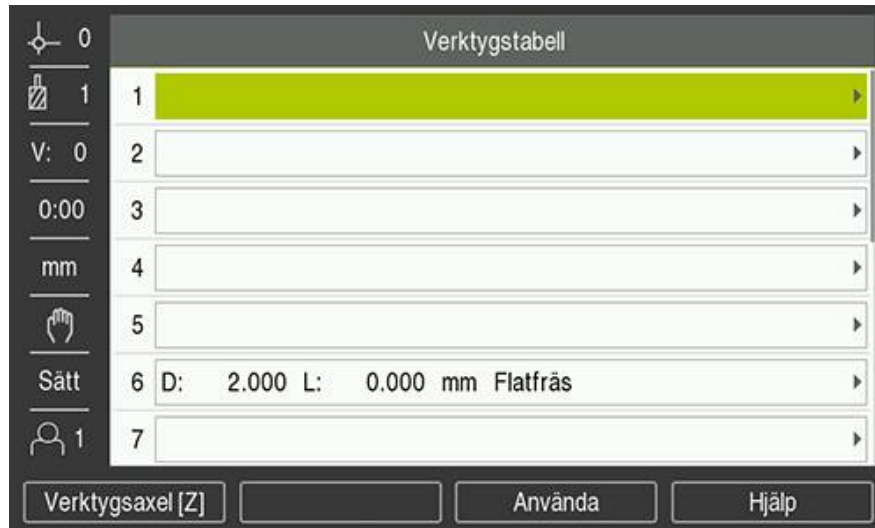 0
Verktygstabell
1
1
V: 0
2
0:00
3
mm
4
5
Sätt
6 D: 2.000 L: 0.000 mm Flatfräs
1
7
Verktygsaxel [Z]
Använda
Hjälp